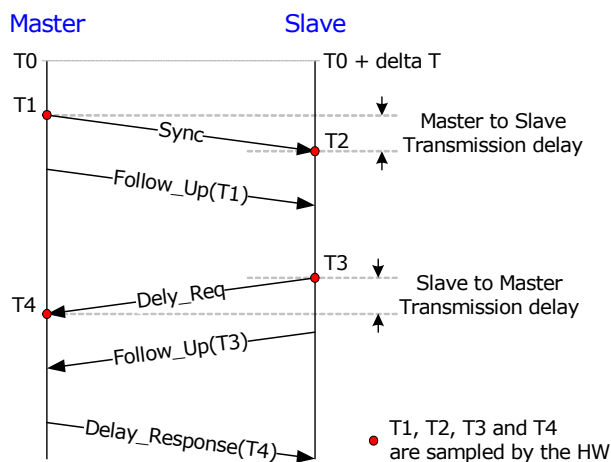 Master Slave
T0 T0 + delta T
T1
Sync
Master to Slave
Transmission delay
T2
Follow_Up(T1)
T3
Dely_Req
Slave to Master
Transmission delay
T4
Follow_Up(T3)
Delay_Response(T4)
T1, T2, T3 and T4
are sampled by the HW